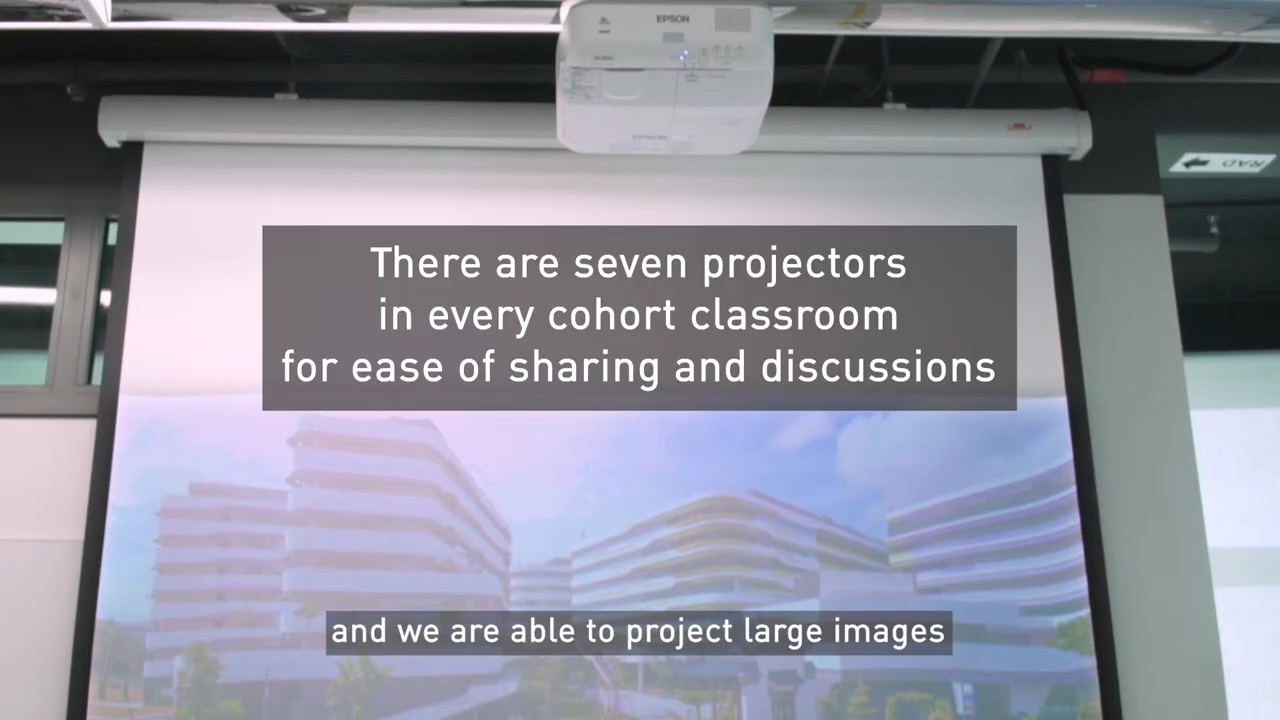 EPSON
RAD
There are seven projectors
in every cohort classroom
for ease of sharing and discussions
and we are able to project large images